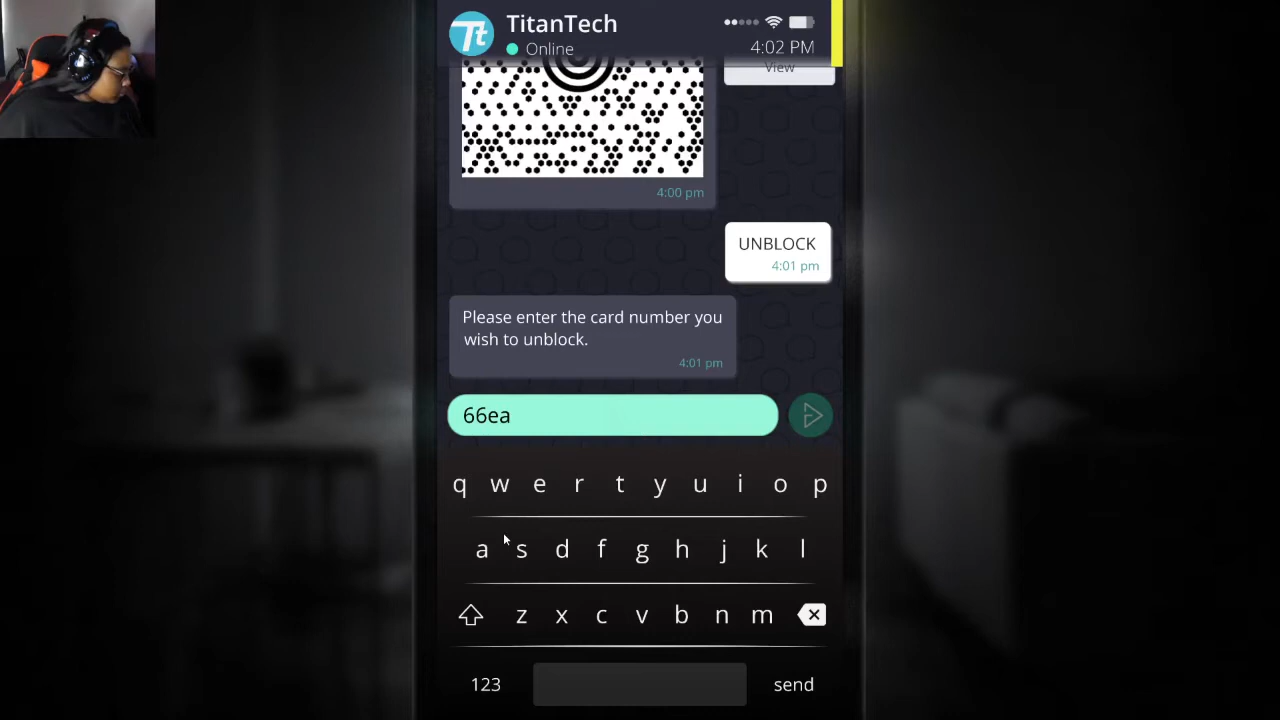 Tt
TitanTech
Online
4:02 PM
View
4:00 pm
UNBLOCK
4:01 pm
Please enter the card number you
wish to unblock.
4:01 pm
66ea
q w e r t y u i o p
a s d f g h j k l
z x c v b n m
123
send